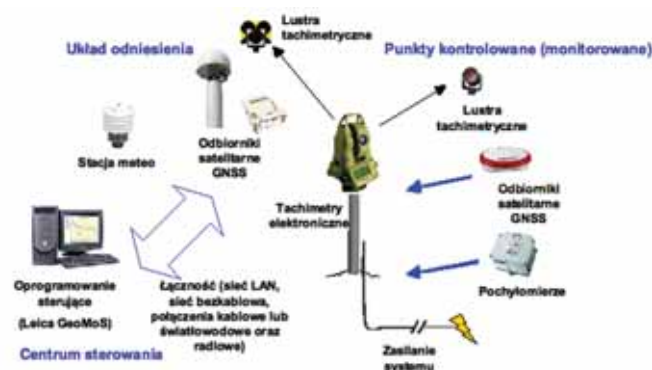 Lustra
tachimetryczne
Układ odniesienia
Punkty kontrolowane (monitorowane)
Lustra
tachimetryczne
Stacja meteo
Odbiorniki
satelitarne
GNSS
Tachimetry
elektroniczne
Odbiorniki
satelitarne
GNSS
Pochyłomierze
Oprogramowanie
sterujące
(Leica GeoMoS)
Łączność (sieć LAN,
sieć bezkablowa,
połączenia kablowe lub
światłowodowe oraz
radiowe)
Centrum sterowania
Zasilanie
systemu